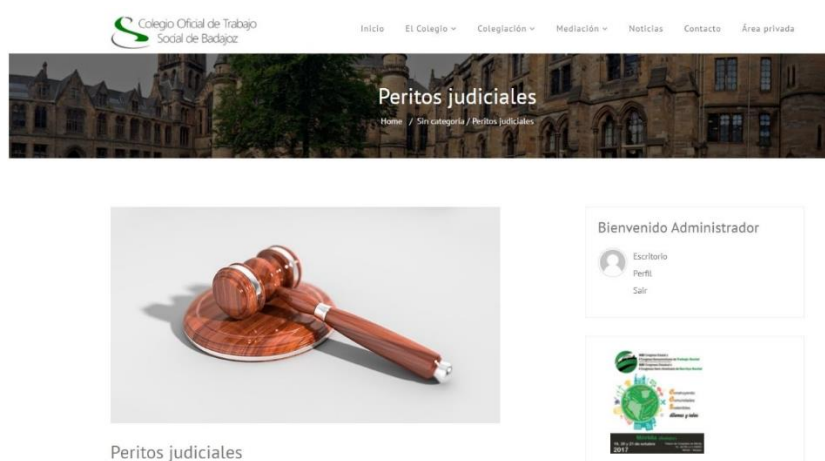 Colegio Oficial de Trabajo
Social de Badajoz
Inicio El Colegio Colegiación Mediación Noticias Contacto Área privada
Peritos judiciales
Home / Sin categoría / Peritos judiciales
Bienvenido Administrador
Escritorio
Perfil
Salir
Peritos judiciales
2017